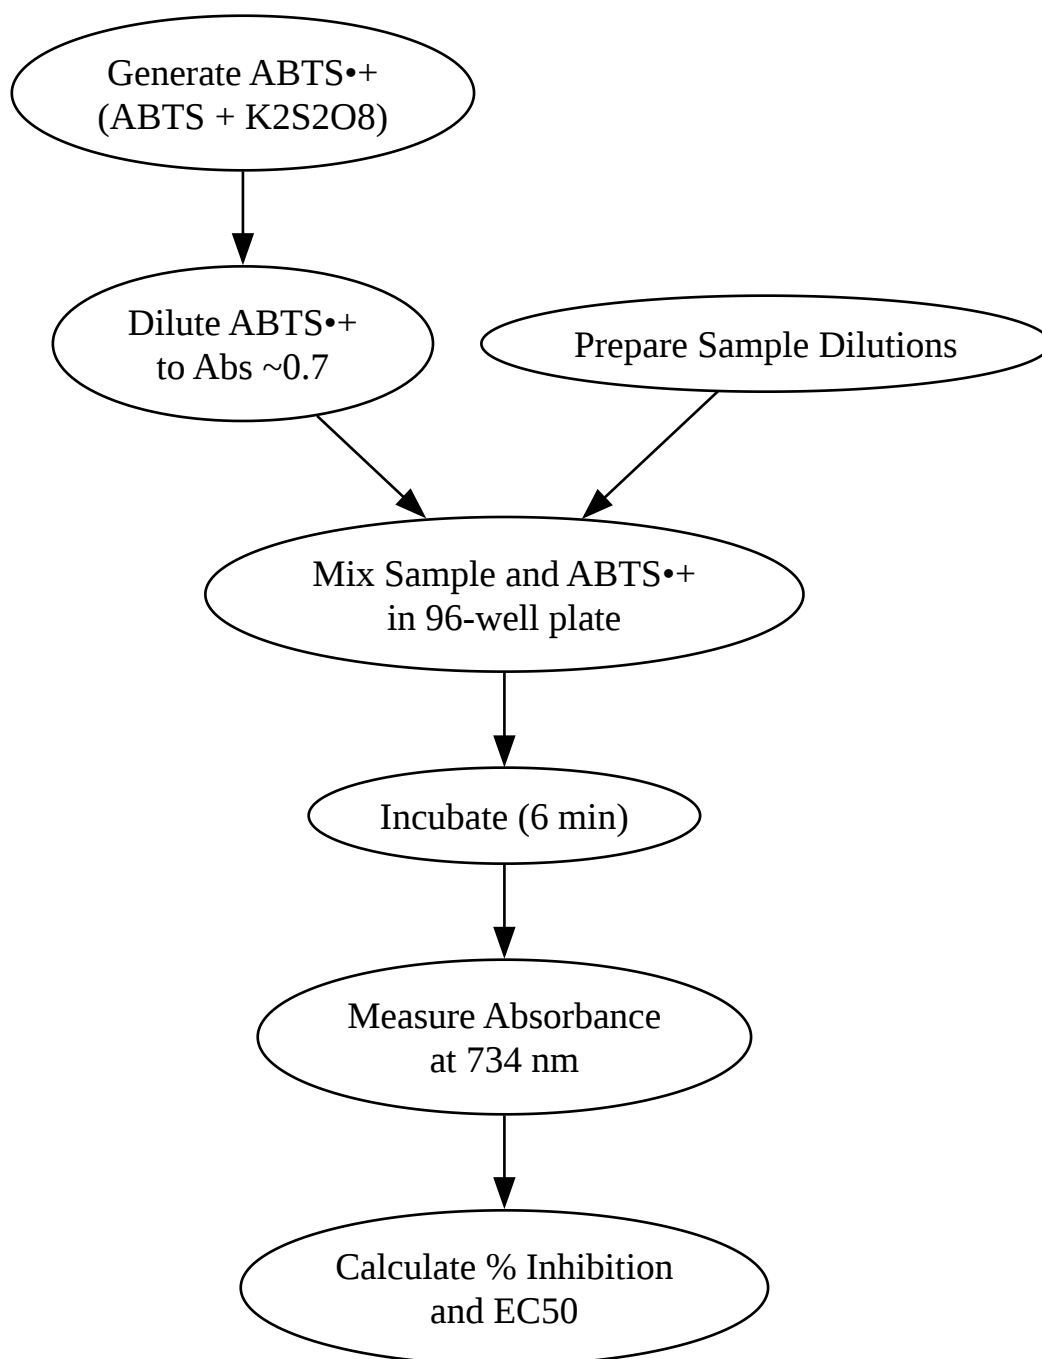 Generate ABTS•+
(ABTS + K2S2O8)
Dilute ABTS•+
to Abs ~0.7
Prepare Sample Dilutions
Mix Sample and ABTS•+
in 96-well plate
Incubate (6 min)
Measure Absorbance
at 734 nm
Calculate % Inhibition
and EC50